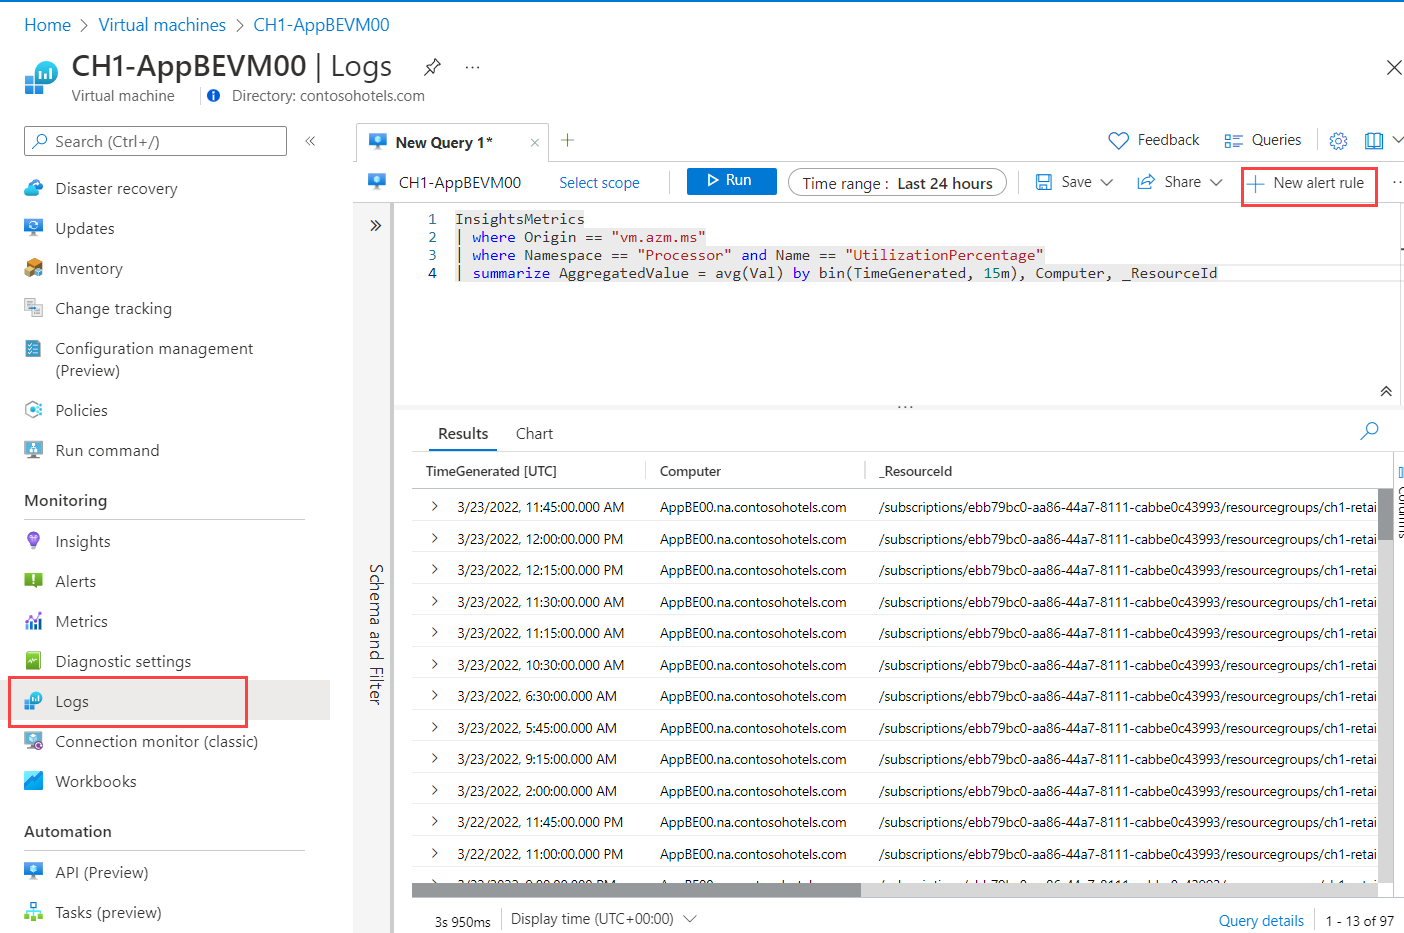 Home > Virtual machines > CH1-AppBEVM00
CH1-AppBEVM00 | Logs
Virtual machine
Directory: contosohotels.com
Search (Ctrl+/)
Disaster recovery
Updates
Inventory
Change tracking
Configuration management
(Preview)
Policies
Run command
Monitoring
Insights
Alerts
Metrics
Diagnostic settings
Logs
Connection monitor (classic)
Workbooks
Automation
API (Preview)
Tasks (preview)
New Query 1*
Feedback
Queries
CH1-AppBEVM00
Select scope
Run
Time range : Last 24 hours
Save
Share
New alert rule
1 InsightsMetrics
2 | where Origin == "vm.azm.ms"
3 | where Namespace == "Processor" and Name == "UtilizationPercentage"
4 | summarize AggregatedValue = avg(Val) by bin(TimeGenerated, 15m), Computer, _ResourceId
Schema and Filter
Results Chart
TimeGenerated [UTC] Computer _ResourceId
3/23/2022, 11:45:00.000 AM AppBE00.na.contosohotels.com /subscriptions/ebb79bc0-aa86-44a7-8111-cabbe0c43993/resourcegroups/ch1-retai
3/23/2022, 12:00:00.000 PM AppBE00.na.contosohotels.com /subscriptions/ebb79bc0-aa86-44a7-8111-cabbe0c43993/resourcegroups/ch1-retai
3/23/2022, 12:15:00.000 PM AppBE00.na.contosohotels.com /subscriptions/ebb79bc0-aa86-44a7-8111-cabbe0c43993/resourcegroups/ch1-retai
3/23/2022, 11:30:00.000 AM AppBE00.na.contosohotels.com /subscriptions/ebb79bc0-aa86-44a7-8111-cabbe0c43993/resourcegroups/ch1-retai
3/23/2022, 11:15:00.000 AM AppBE00.na.contosohotels.com /subscriptions/ebb79bc0-aa86-44a7-8111-cabbe0c43993/resourcegroups/ch1-retai
3/23/2022, 10:30:00.000 AM AppBE00.na.contosohotels.com /subscriptions/ebb79bc0-aa86-44a7-8111-cabbe0c43993/resourcegroups/ch1-retai
3/23/2022, 6:30:00.000 AM AppBE00.na.contosohotels.com /subscriptions/ebb79bc0-aa86-44a7-8111-cabbe0c43993/resourcegroups/ch1-retai
3/23/2022, 5:45:00.000 AM AppBE00.na.contosohotels.com /subscriptions/ebb79bc0-aa86-44a7-8111-cabbe0c43993/resourcegroups/ch1-retai
3/23/2022, 9:15:00.000 AM AppBE00.na.contosohotels.com /subscriptions/ebb79bc0-aa86-44a7-8111-cabbe0c43993/resourcegroups/ch1-retai
3/23/2022, 2:00:00.000 AM AppBE00.na.contosohotels.com /subscriptions/ebb79bc0-aa86-44a7-8111-cabbe0c43993/resourcegroups/ch1-retai
3/22/2022, 11:45:00.000 PM AppBE00.na.contosohotels.com /subscriptions/ebb79bc0-aa86-44a7-8111-cabbe0c43993/resourcegroups/ch1-retai
3/22/2022, 11:00:00.000 PM AppBE00.na.contosohotels.com /subscriptions/ebb79bc0-aa86-44a7-8111-cabbe0c43993/resourcegroups/ch1-retai
3s 950ms
Display time (UTC+00:00)
Query details
1 - 13 of 97